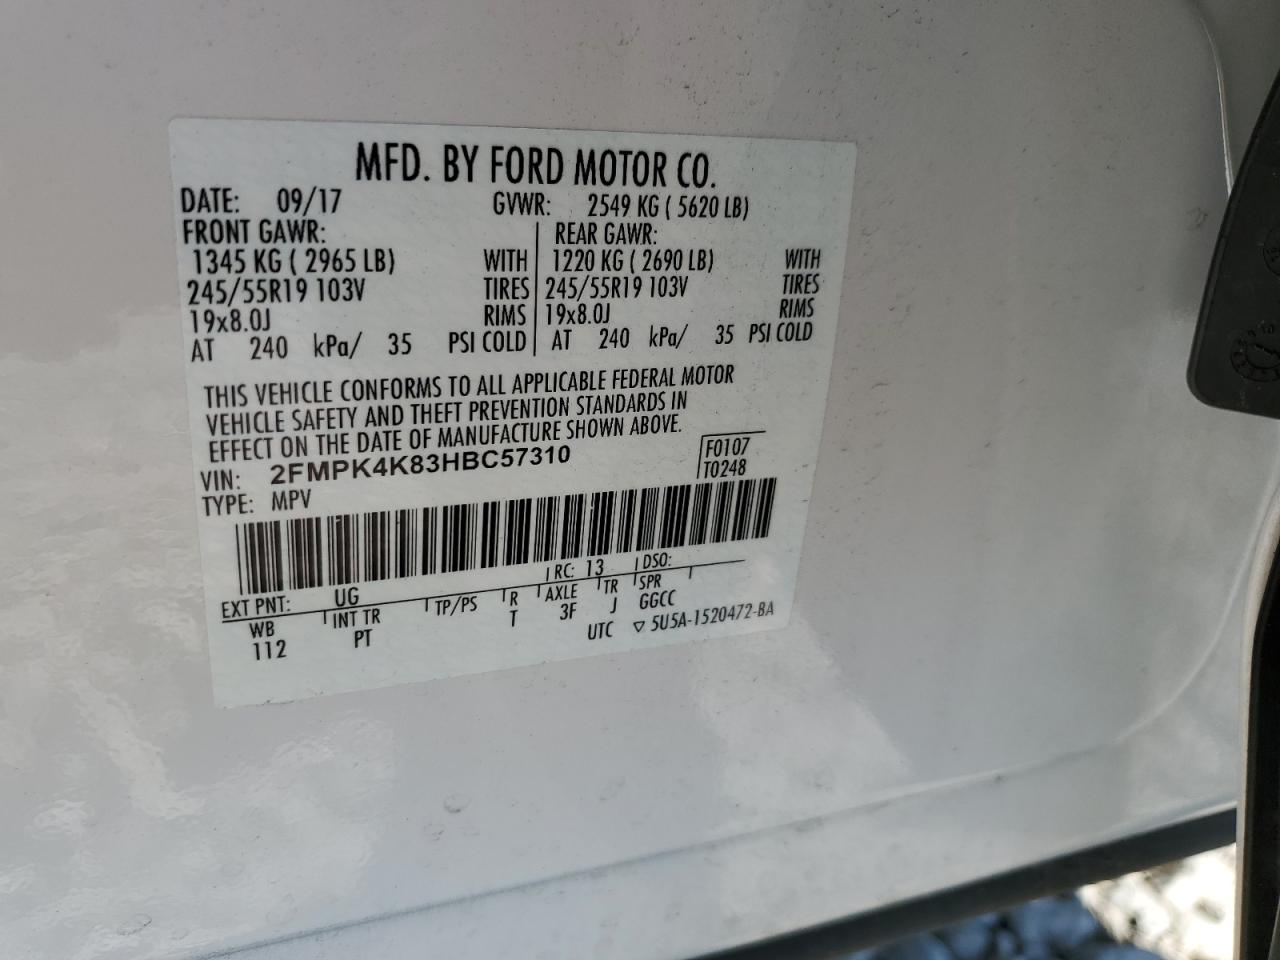 MFD. BY FORD MOTOR CO.
DATE: 09/17 GVWR: 2549 KG ( 5620 LB)
FRONT GAWR: REAR GAWR:
1345 KG ( 2965 LB) WITH 1220 KG ( 2690 LB) WITH
245/55R19 103V TIRES 245/55R19 103V TIRES
19x8.0J RIMS 19x8.0J RIMS
AT 240 kPa/ 35 PSI COLD AT 240 kPa/ 35 PSI COLD
THIS VEHICLE CONFORMS TO ALL APPLICABLE FEDERAL MOTOR
VEHICLE SAFETY AND THEFT PREVENTION STANDARDS IN
EFFECT ON THE DATE OF MANUFACTURE SHOWN ABOVE.
VIN: 2FMPK4K83HBC57310 F0107
TYPE: MPV T0248
EXT PNT: UG RC: 13 DSO:
WB INT TR TP/PS R AXLE TR SPR
112 PT T 3F J GGCC
UTC ▽ 5U5A-1520472-BA